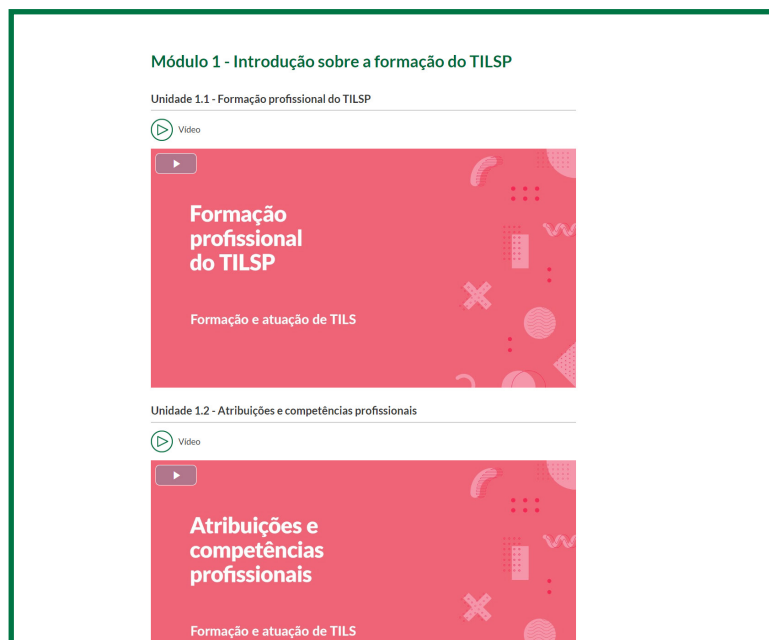 Módulo 1 - Introdução sobre a formação do TILSP
Unidade 1.1 - Formação profissional do TILSP
Vídeo
Formação
profissional
do TILSP
Formação e atuação de TILS
Unidade 1.2 - Atribuições e competências profissionais
Vídeo
Atribuições e
competências
profissionais
Formação e atuação de TILS